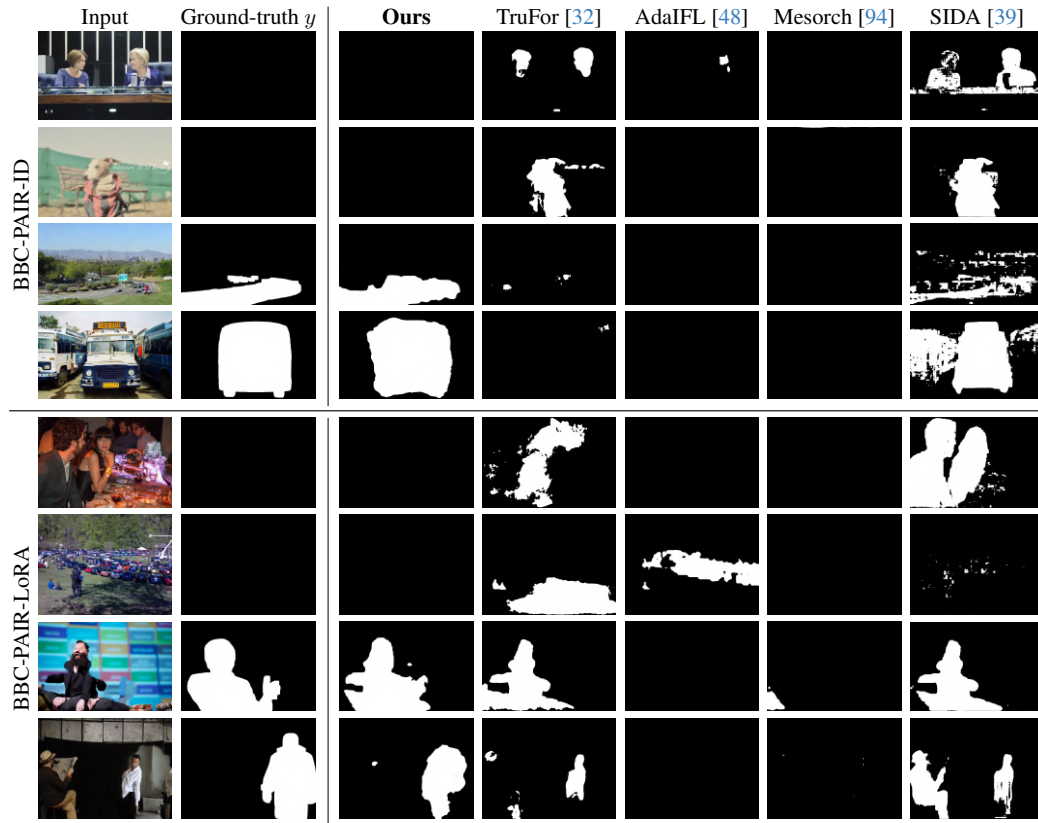 Input Ground-truth y Ours TruFor [32] AdaIFL [48] Mesorch [94] SIDA [39]
BBC-PAIR-ID
BBC-PAIR-LoRA